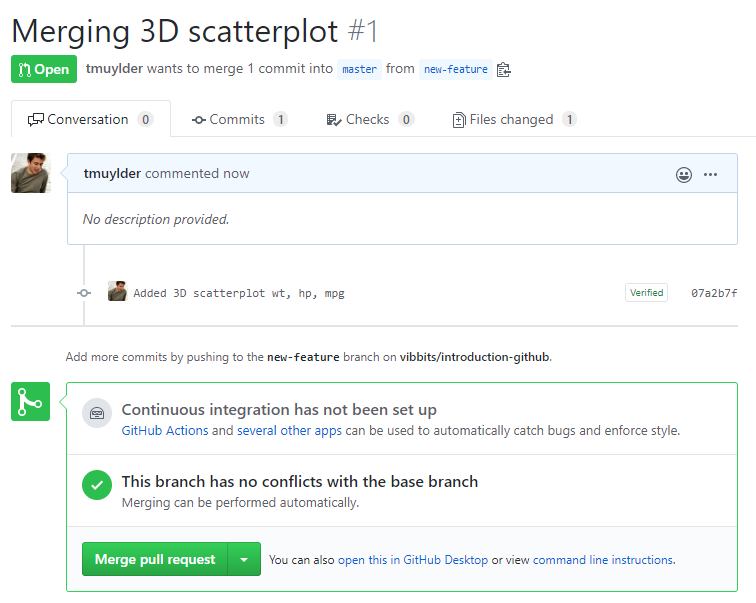 Merging 3D scatterplot #1
Open tmuylder wants to merge 1 commit into master from new-feature
Conversation 0 Commits 1 Checks 0 Files changed 1
tmuylder commented now
No description provided.
Added 3D scatterplot wt, hp, mpg Verified 07a2b7f
Add more commits by pushing to the new-feature branch on vibbits/introduction-github.
Continuous integration has not been set up
GitHub Actions and several other apps can be used to automatically catch bugs and enforce style.
This branch has no conflicts with the base branch
Merging can be performed automatically.
Merge pull request You can also open this in GitHub Desktop or view command line instructions.